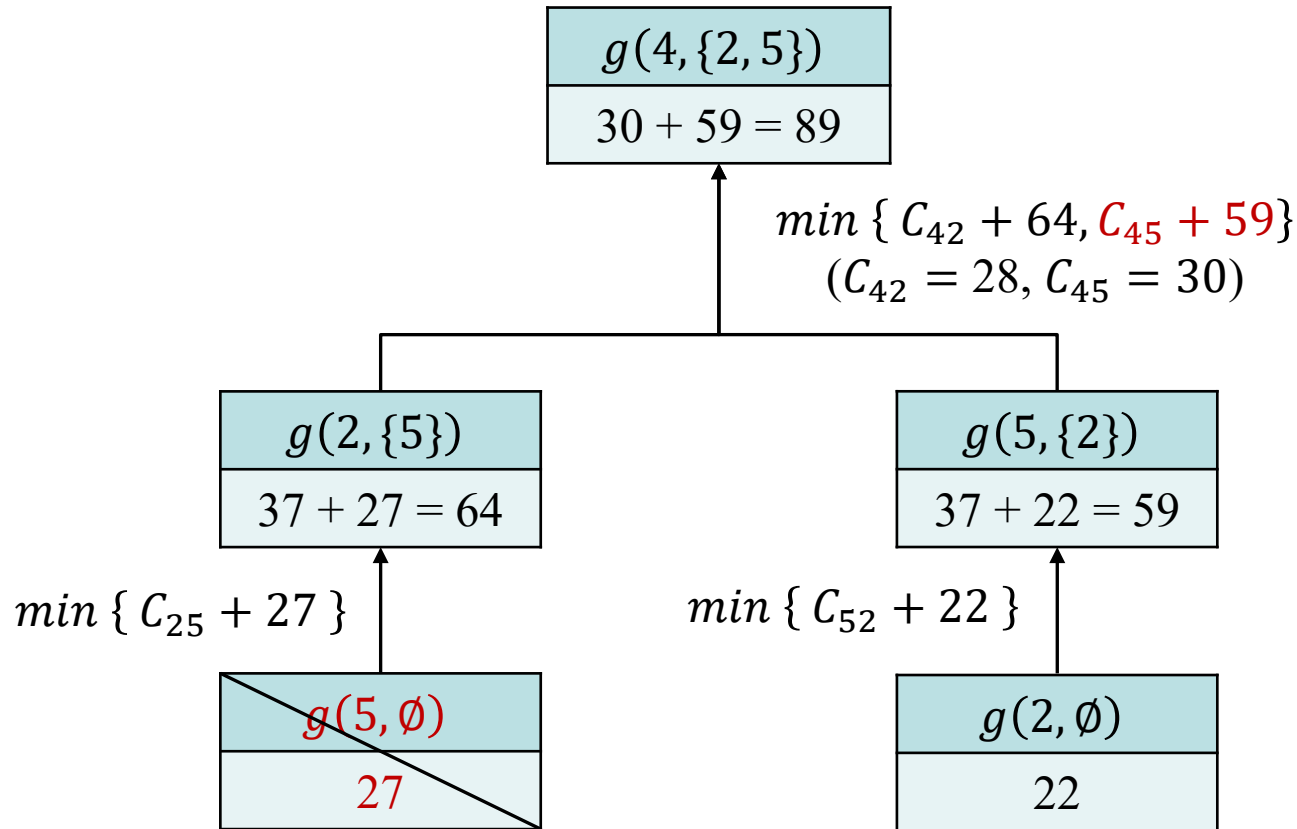 g(4, {2, 5})
30 + 59 = 89
min { C₄₂ + 64, C₄₅ + 59}
(C₄₂ = 28, C₄₅ = 30)
g(2, {5})
37 + 27 = 64
g(5, {2})
37 + 22 = 59
min { C₂₅ + 27 }
min { C₅₂ + 22 }
g(5, ∅)
27
g(2, ∅)
22